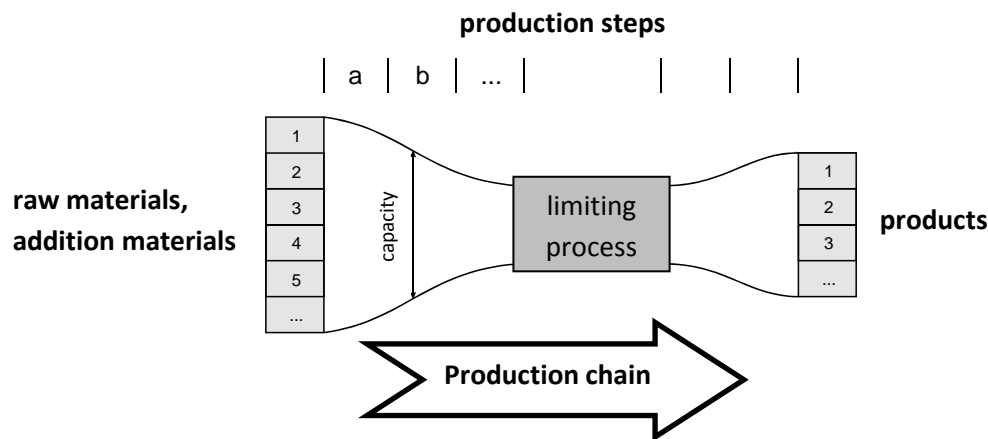 production steps
a b ...
raw materials,
addition materials
1
2
3
4
5
...
capacity
limiting
process
1
2
3
...
products
Production chain